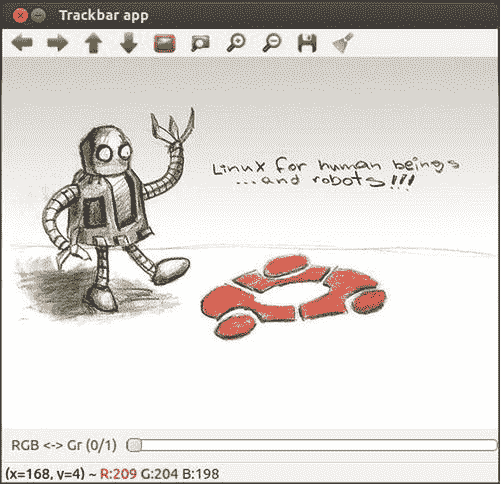 Trackbar app
Linux for human beings
...and robots!!!
RGB <-> Gr (0/1)
(x=168, y=4) ~ R:209 G:204 B:198